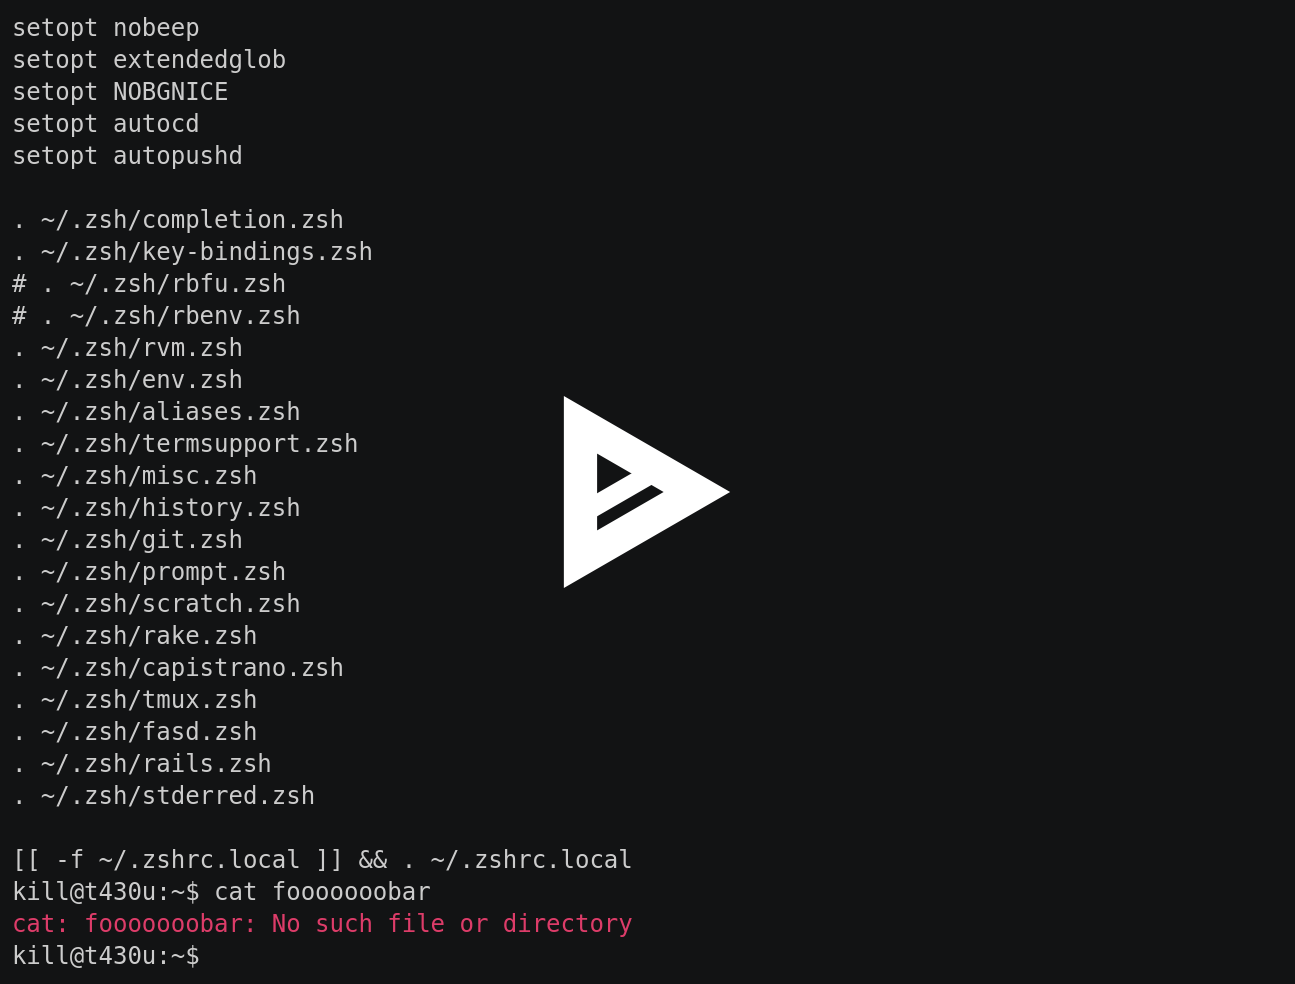 setopt nobeep
setopt extendedglob
setopt NOBGNICE
setopt autocd
setopt autopushd
. ~/.zsh/completion.zsh
. ~/.zsh/key-bindings.zsh
# . ~/.zsh/rbfu.zsh
# . ~/.zsh/rbenv.zsh
. ~/.zsh/rvm.zsh
. ~/.zsh/env.zsh
. ~/.zsh/aliases.zsh
. ~/.zsh/termsupport.zsh
. ~/.zsh/misc.zsh
. ~/.zsh/history.zsh
. ~/.zsh/git.zsh
. ~/.zsh/prompt.zsh
. ~/.zsh/scratch.zsh
. ~/.zsh/rake.zsh
. ~/.zsh/capistrano.zsh
. ~/.zsh/tmux.zsh
. ~/.zsh/fasd.zsh
. ~/.zsh/rails.zsh
. ~/.zsh/stderred.zsh
[[ -f ~/.zshrc.local ]] && . ~/.zshrc.local
kill@t430u:~$ cat fooooooobar
cat: fooooooobar: No such file or directory
kill@t430u:~$